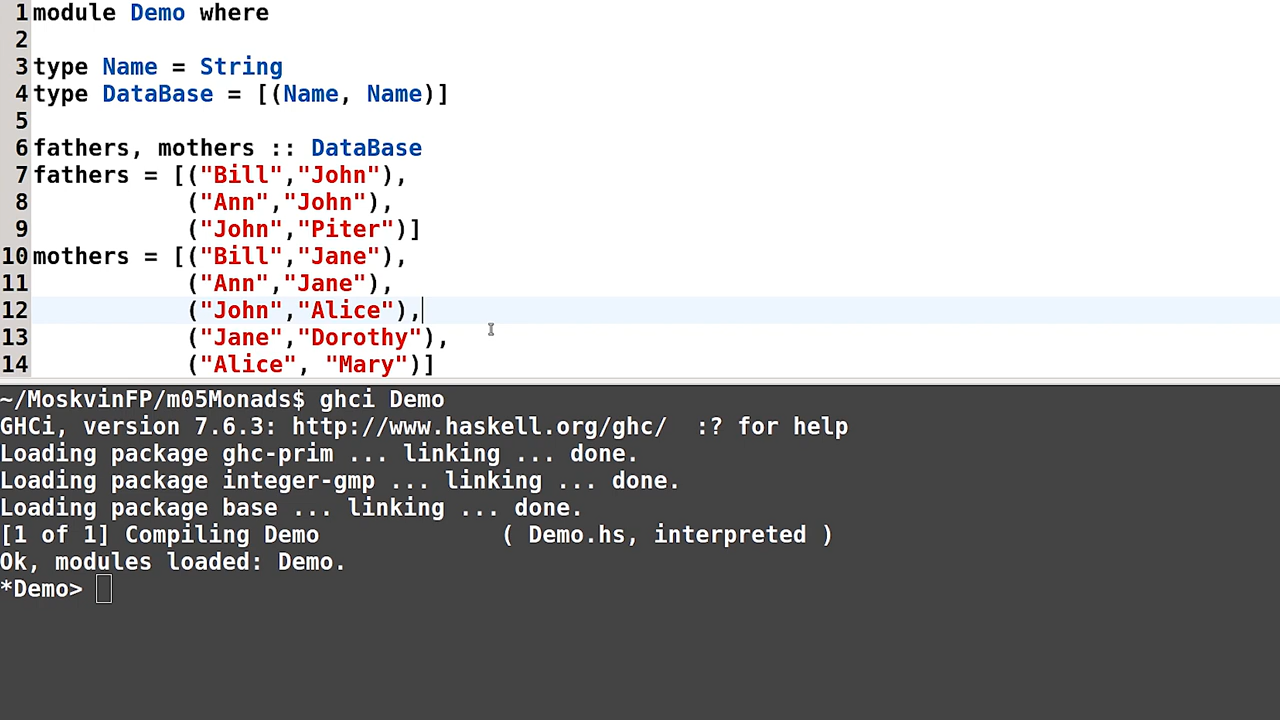 1 module Demo where
2
3 type Name = String
4 type DataBase = [(Name, Name)]
5
6 fathers, mothers :: DataBase
7 fathers = [("Bill","John"),
8            ("Ann","John"),
9            ("John","Piter")]
10 mothers = [("Bill","Jane"),
11            ("Ann","Jane"),
12            ("John","Alice"),
13            ("Jane","Dorothy"),
14            ("Alice", "Mary")]
~/MoskvinFP/m05Monads$ ghci Demo
GHCi, version 7.6.3: http://www.haskell.org/ghc/  :? for help
Loading package ghc-prim ... linking ... done.
Loading package integer-gmp ... linking ... done.
Loading package base ... linking ... done.
[1 of 1] Compiling Demo             ( Demo.hs, interpreted )
Ok, modules loaded: Demo.
*Demo>